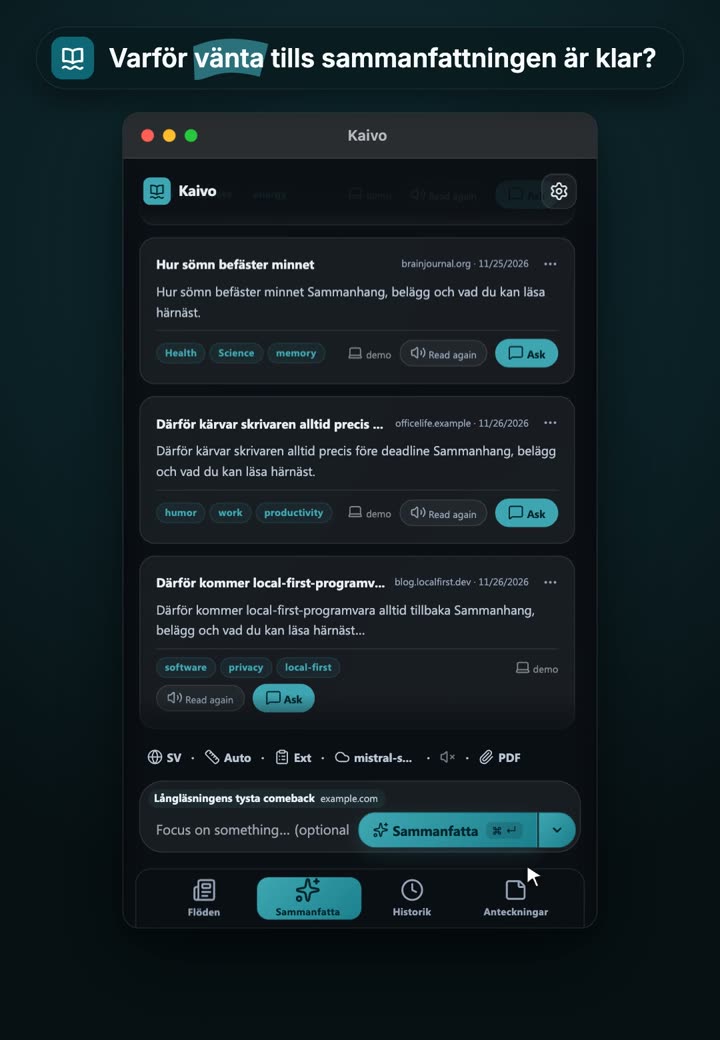 Varför vänta tills sammanfattningen är klar?
Kaivo
Kaivo
energy demo Read again Ask
Hur sömn befäster minnet brainjournal.org · 11/25/2026 ...
Hur sömn befäster minnet Sammanhang, belägg och vad du kan läsa
härnäst.
Health Science memory demo Read again Ask
Därför kärvar skrivaren alltid precis ... officelife.example · 11/26/2026 ...
Därför kärvar skrivaren alltid precis före deadline Sammanhang, belägg
och vad du kan läsa härnäst.
humor work productivity demo Read again Ask
Därför kommer local-first-programv... blog.localfirst.dev · 11/26/2026 ...
Därför kommer local-first-programvara alltid tillbaka Sammanhang,
belägg och vad du kan läsa härnäst...
software privacy local-first demo
Read again Ask
SV · Auto · Ext · mistral-s... · · PDF
Långläsningens tysta comeback example.com
Focus on something... (optional Sammanfatta ⌘ ↵
Flöden Sammanfatta Historik Anteckningar